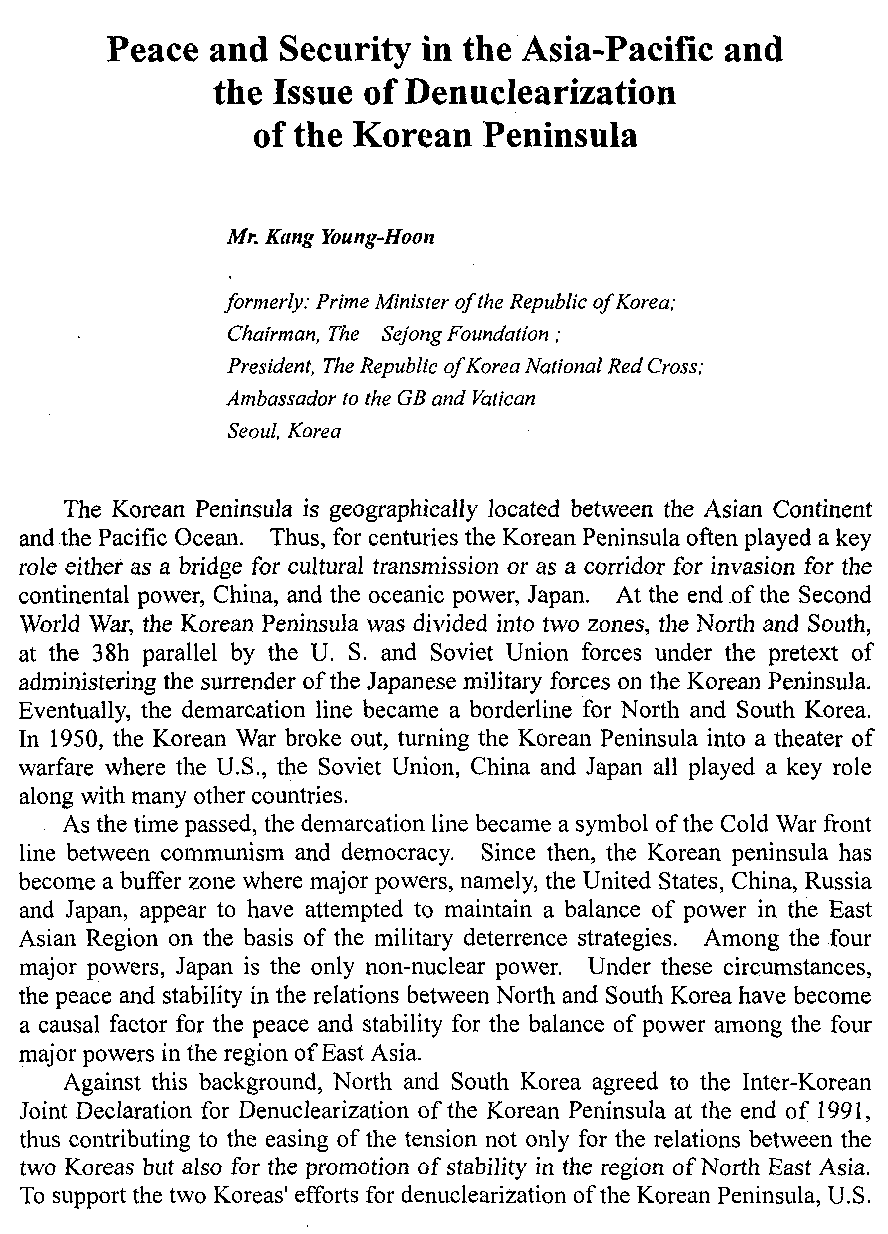 Peace and Security in the Asia-Pacific and
the Issue of Denuclearization
of the Korean Peninsula
Mr. Kang Young-Hoon
formerly: Prime Minister of the Republic of Korea;
Chairman, The Sejong Foundation ;
President, The Republic of Korea National Red Cross;
Ambassador to the GB and Vatican
Seoul, Korea
The Korean Peninsula is geographically located between the Asian Continent
and the Pacific Ocean. Thus, for centuries the Korean Peninsula often played a key
role either as a bridge for cultural transmission or as a corridor for invasion for the
continental power, China, and the oceanic power, Japan. At the end of the Second
World War, the Korean Peninsula was divided into two zones, the North and South,
at the 38h parallel by the U. S. and Soviet Union forces under the pretext of
administering the surrender of the Japanese military forces on the Korean Peninsula.
Eventually, the demarcation line became a borderline for North and South Korea.
In 1950, the Korean War broke out, turning the Korean Peninsula into a theater of
warfare where the U.S., the Soviet Union, China and Japan all played a key role
along with many other countries.
As the time passed, the demarcation line became a symbol of the Cold War front
line between communism and democracy. Since then, the Korean peninsula has
become a buffer zone where major powers, namely, the United States, China, Russia
and Japan, appear to have attempted to maintain a balance of power in the East
Asian Region on the basis of the military deterrence strategies. Among the four
major powers, Japan is the only non-nuclear power. Under these circumstances,
the peace and stability in the relations between North and South Korea have become
a causal factor for the peace and stability for the balance of power among the four
major powers in the region of East Asia.
Against this background, North and South Korea agreed to the Inter-Korean
Joint Declaration for Denuclearization of the Korean Peninsula at the end of 1991,
thus contributing to the easing of the tension not only for the relations between the
two Koreas but also for the promotion of stability in the region of North East Asia.
To support the two Koreas' efforts for denuclearization of the Korean Peninsula, U.S.